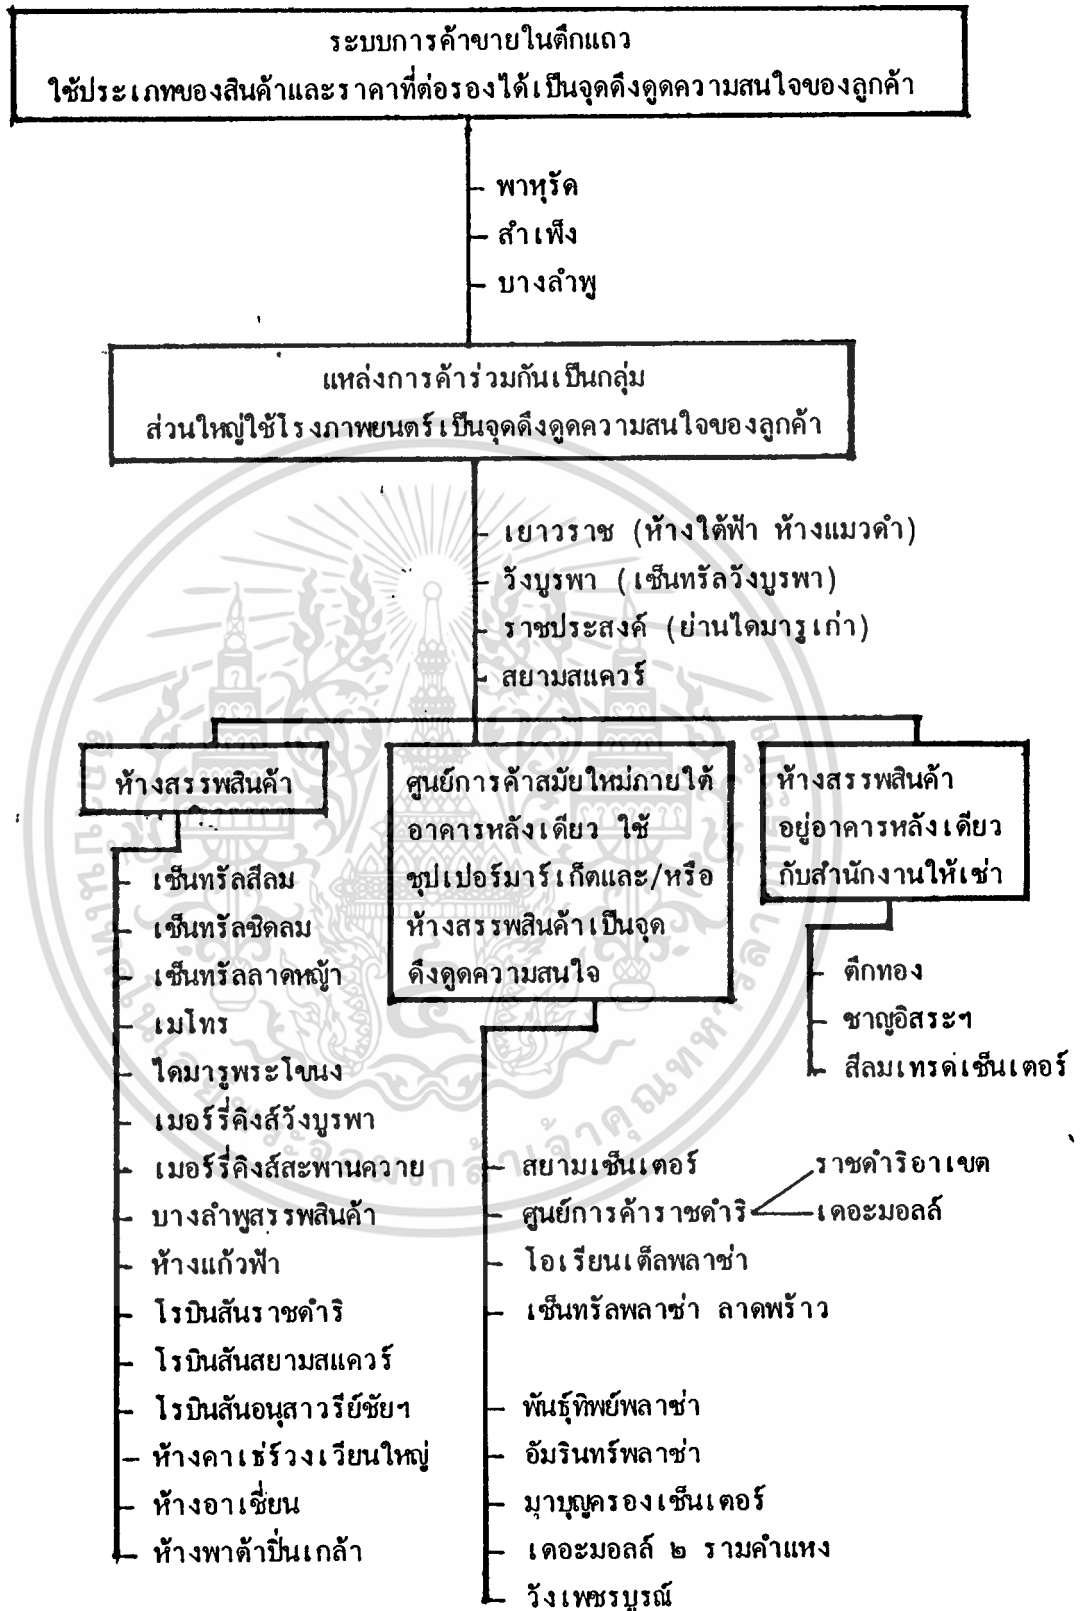 ระบบการค้าขายในตึกแถว
ใช้ประเภทของสินค้าและราคาที่ต่อรองได้เป็นจุดดึงดูดความสนใจของลูกค้า
พาหุรัด
สำเพ็ง
บางลำพู
แหล่งการค้าร่วมกันเป็นกลุ่ม
ส่วนใหญ่ใช้โรงภาพยนตร์เป็นจุดดึงดูดความสนใจของลูกค้า
เยาวราช (ห้างใต้ฟ้า ห้างแมวดำ)
วังบูรพา (เซ็นทรัลวังบูรพา)
ราชประสงค์ (ย่านไดมารูเก่า)
สยามสแควร์
ห้างสรรพสินค้า
เซ็นทรัลสีลม
เซ็นทรัลชิดลม
เซ็นทรัลลาดหญ้า
เมโทร
ไดมารูพระโขนง
เมอร์รี่คิงส์วังบูรพา
เมอร์รี่คิงส์สะพานควาย
บางลำพูสรรพสินค้า
ห้างแก้วฟ้า
โรบินสันราชดำริ
โรบินสันสยามสแควร์
โรบินสันอนุสาวรีย์ชัยฯ
ห้างคาเธ่ร์วงเวียนใหญ่
ห้างอาเชี่ยน
ห้างพาต้าปิ่นเกล้า
ศูนย์การค้าสมัยใหม่ภายใต้
อาคารหลังเดียว ใช้
ซุปเปอร์มาร์เก็ตและ/หรือ
ห้างสรรพสินค้าเป็นจุด
ดึงดูดความสนใจ
สยามเซ็นเตอร์
ศูนย์การค้าราชดำริ
ราชดำริอาเขต
เดอะมอลล์
โอเรียนเต็ลพลาซ่า
เซ็นทรัลพลาซ่า ลาดพร้าว
พันธุ์ทิพย์พลาซ่า
อัมรินทร์พลาซ่า
มาบุญครองเซ็นเตอร์
เดอะมอลล์ ๒ รามคำแหง
วังเพชรบูรณ์
ห้างสรรพสินค้า
อยู่อาคารหลังเดียว
กับสำนักงานให้เช่า
ตึกทอง
ชาญอิสระฯ
สีลมเทรดเซ็นเตอร์
พระจอมเกล้าเจ้าคุณทหารลาด